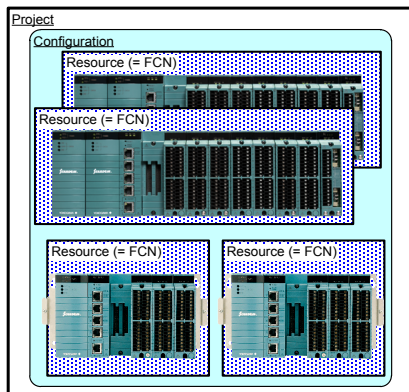 Project
Configuration
Resource (= FCN)
Resource (= FCN)
Resource (= FCN)
Resource (= FCN)